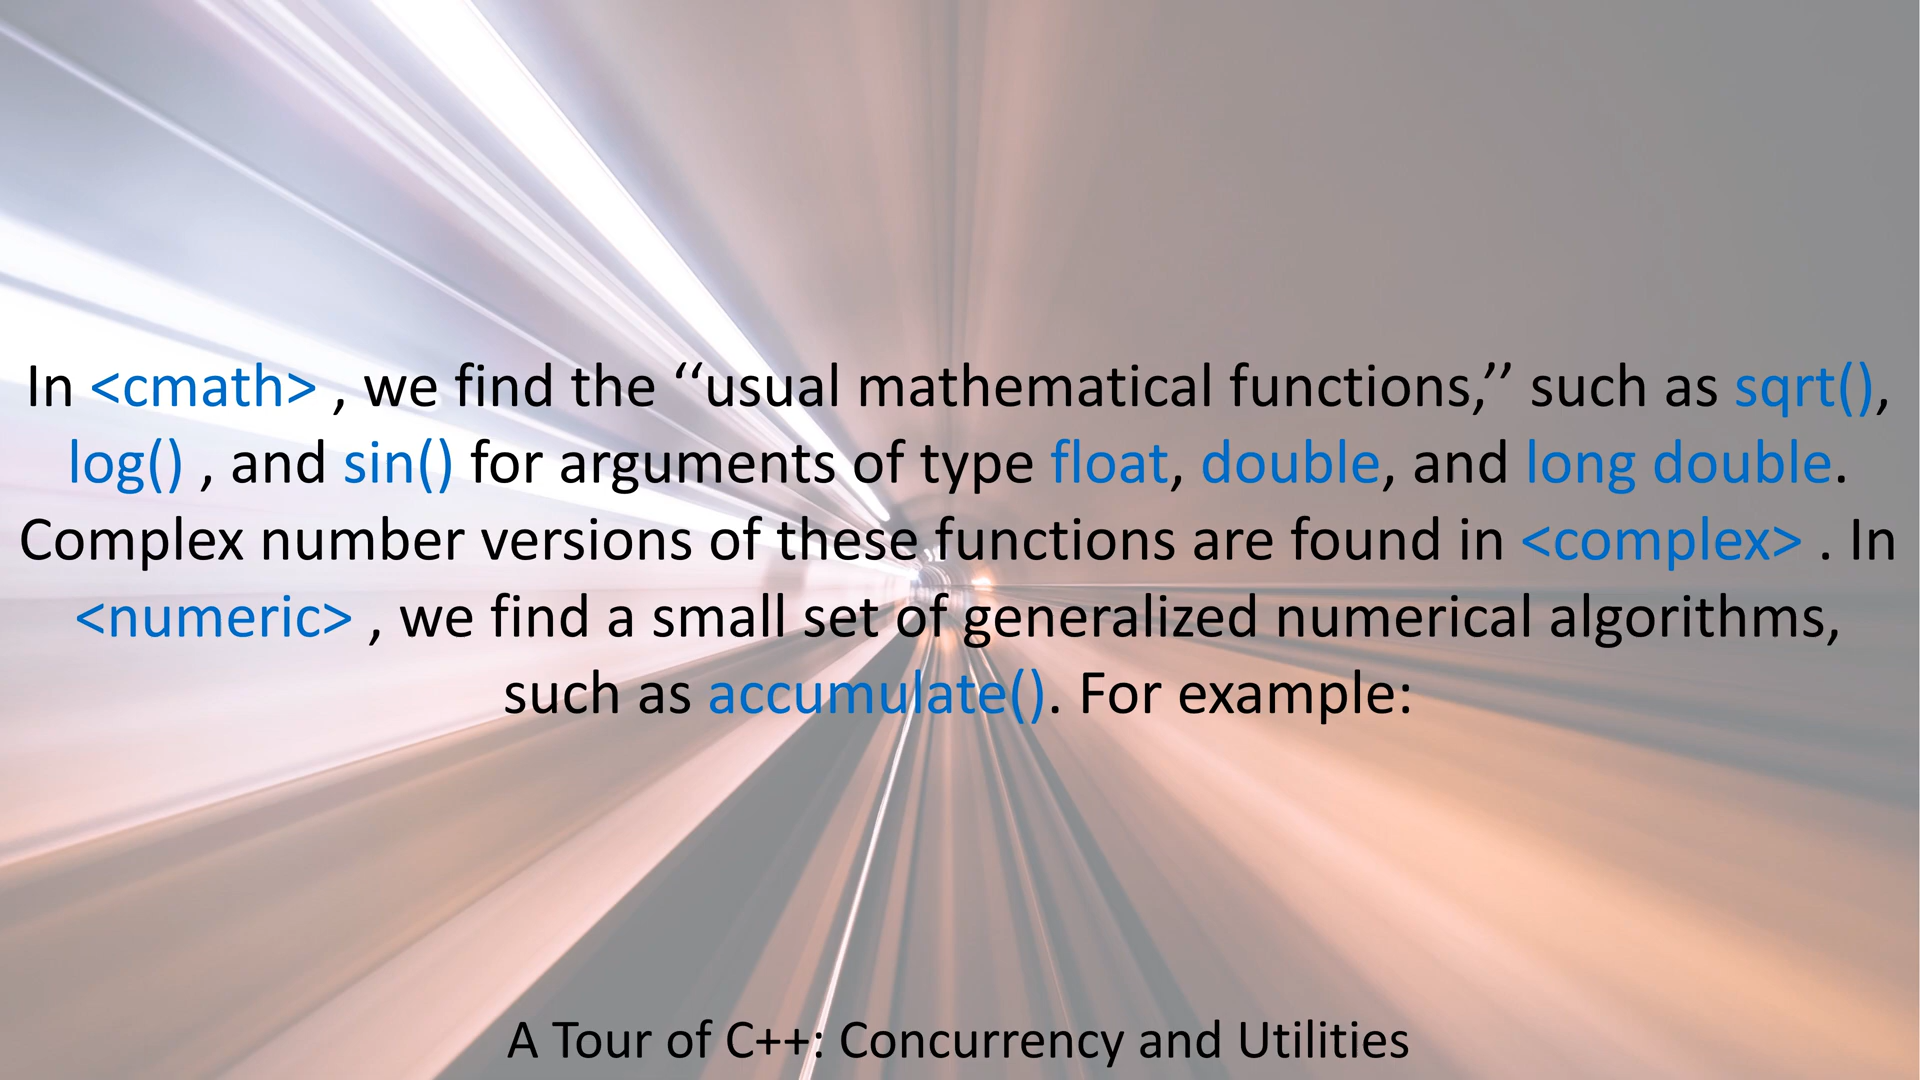 In <cmath> , we find the ‘‘usual mathematical functions,’’ such as sqrt(),
log() , and sin() for arguments of type float, double, and long double.
Complex number versions of these functions are found in <complex> . In
<numeric> , we find a small set of generalized numerical algorithms,
such as accumulate(). For example:
A Tour of C++: Concurrency and Utilities